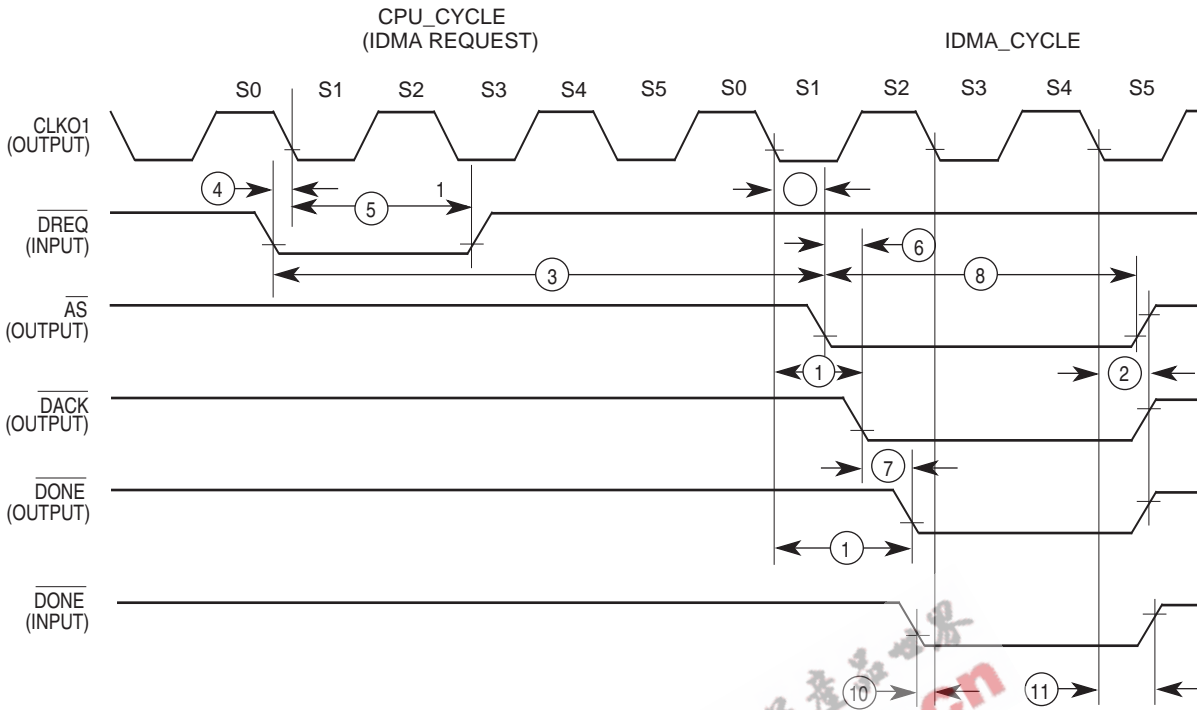 CPU_CYCLE
(IDMA REQUEST)
IDMA_CYCLE
S0 S1 S2 S3 S4 S5 S0 S1 S2 S3 S4 S5
CLKO1
(OUTPUT)
4
5
1
DREQ
(INPUT)
6
3
8
AS
(OUTPUT)
1
2
DACK
(OUTPUT)
7
DONE
(OUTPUT)
1
DONE
(INPUT)
10
11
.cn